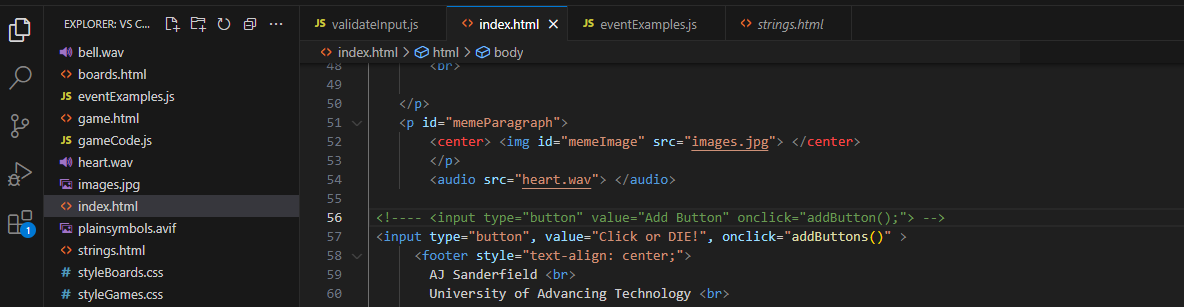 EXPLORER: VS C... ...
bell.wav
boards.html
JS eventExamples.js
game.html
JS gameCode.js
heart.wav
images.jpg
index.html
plainsymbols.avif
strings.html
# styleBoards.css
# styleGames.css
1
JS validateInput.js <> index.html × JS eventExamples.js <> strings.html
<> index.html > html > body
48 <br>
49
50 </p>
51 <p id="memeParagraph">
52 <center> <img id="memeImage" src="images.jpg"> </center>
53 </p>
54 <audio src="heart.wav"> </audio>
55
56 <!---- <input type="button" value="Add Button" onclick="addButton();"> -->
57 <input type="button", value="Click or DIE!", onclick="addButtons()" >
58 <footer style="text-align: center;">
59 AJ Sanderfield <br>
60 University of Advancing Technology <br>